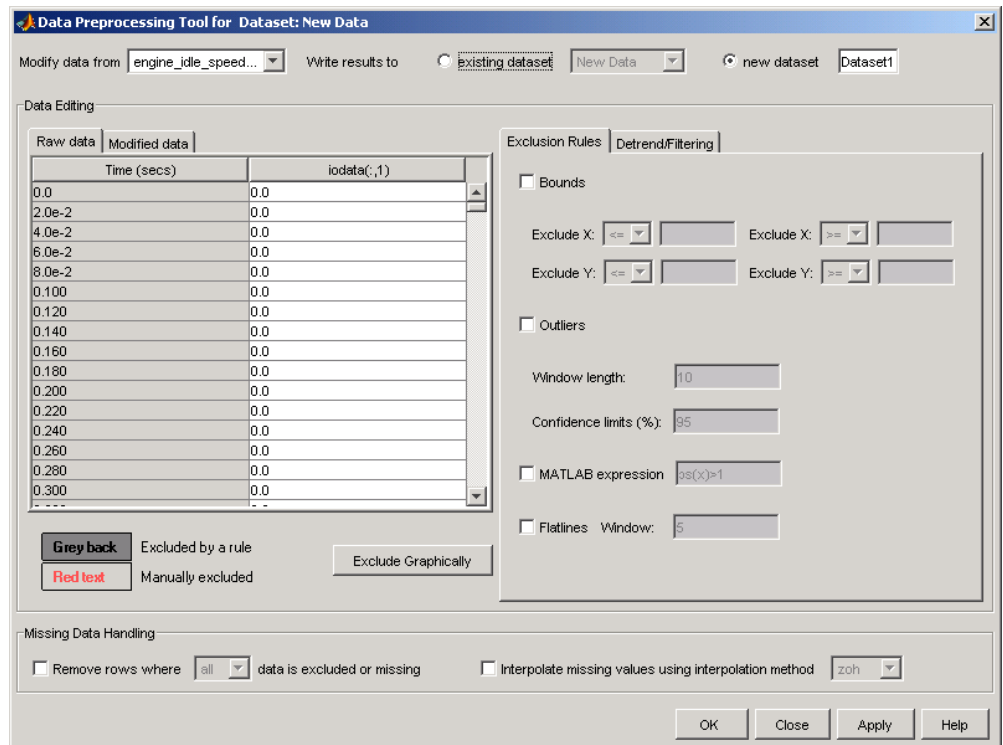 Data Preprocessing Tool for Dataset: New Data
Modify data from engine_idle_speed... Write results to existing dataset New Data new dataset Dataset1
Data Editing
Raw data Modified data
Time (secs) iodata(:,1)
0.0 0.0
2.0e-2 0.0
4.0e-2 0.0
6.0e-2 0.0
8.0e-2 0.0
0.100 0.0
0.120 0.0
0.140 0.0
0.160 0.0
0.180 0.0
0.200 0.0
0.220 0.0
0.240 0.0
0.260 0.0
0.280 0.0
0.300 0.0
Grey back Excluded by a rule
Red text Manually excluded
Exclude Graphically
Exclusion Rules Detrend/Filtering
Bounds
Exclude X: <= Exclude X: >=
Exclude Y: <= Exclude Y: >=
Outliers
Window length: 10
Confidence limits (%): 95
MATLAB expression bs(x)>1
Flatlines Window: 5
Missing Data Handling
Remove rows where all data is excluded or missing Interpolate missing values using interpolation method zoh
OK Close Apply Help